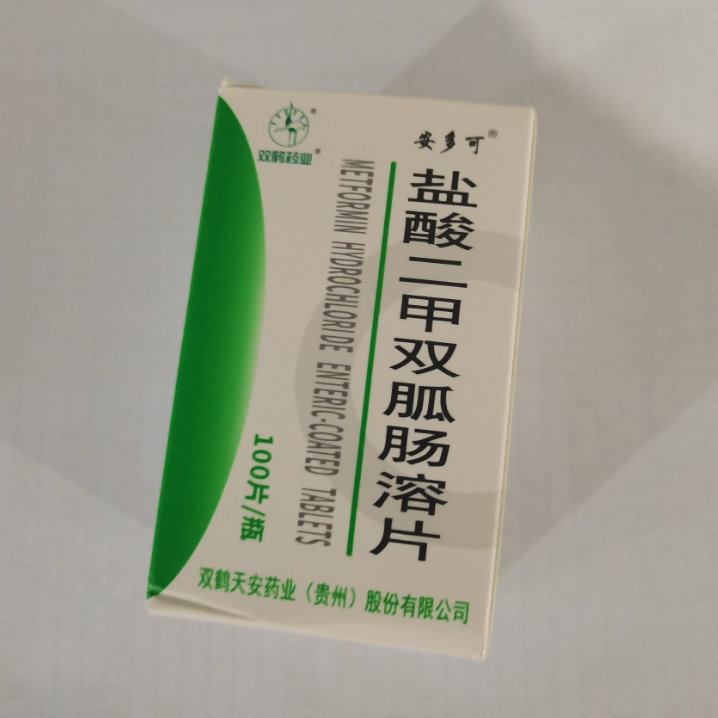 双鹤药业®
安多可®
盐酸二甲双胍肠溶片
METFORMIN HYDROCHLORIDE ENTERIC-COATED TABLETS
100片/瓶
双鹤天安药业（贵州）股份有限公司